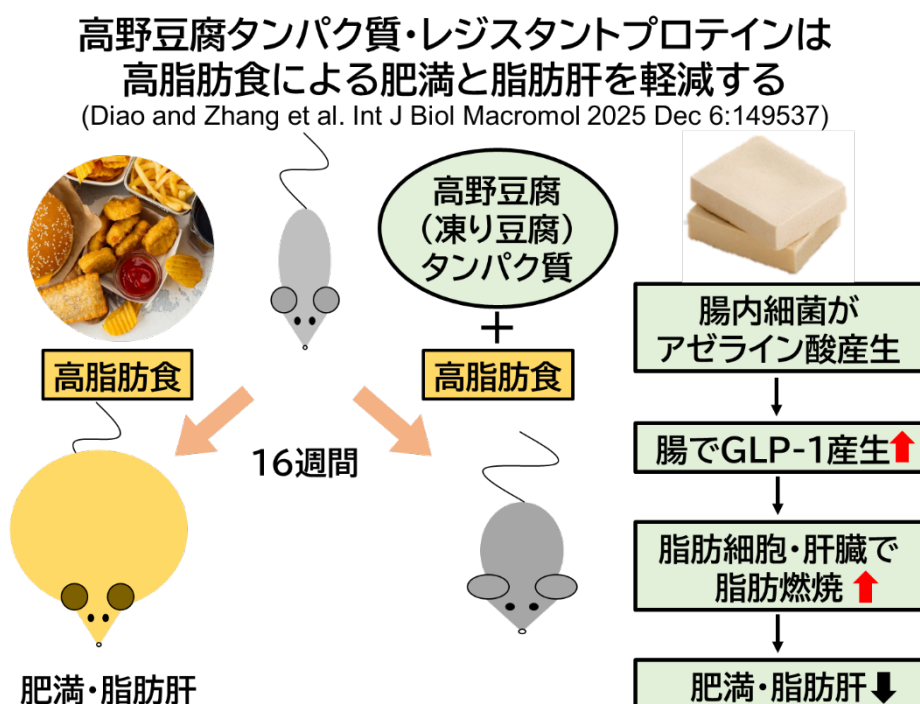 高野豆腐タンパク質・レジスタントプロテインは
高脂肪食による肥満と脂肪肝を軽減する
(Diao and Zhang et al. Int J Biol Macromol 2025 Dec 6:149537)
高脂肪食
高野豆腐
（凍り豆腐）
タンパク質
+
高脂肪食
16週間
肥満・脂肪肝
腸内細菌が
アゼライン酸産生
腸でGLP-1産生
脂肪細胞・肝臓で
脂肪燃焼
肥満・脂肪肝